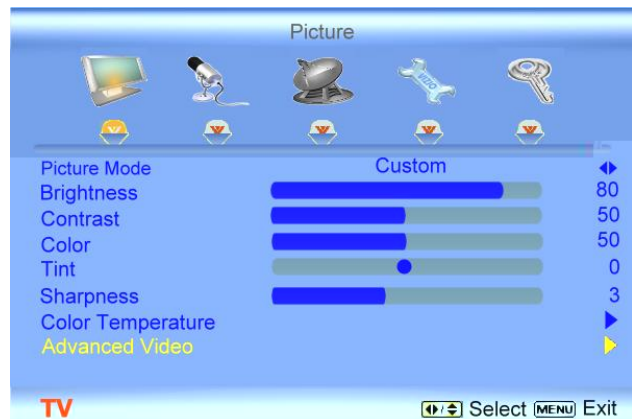 Picture
VIZIO
Picture Mode Custom
Brightness 80
Contrast 50
Color 50
Tint 0
Sharpness 3
Color Temperature
Advanced Video
TV Select MENU Exit